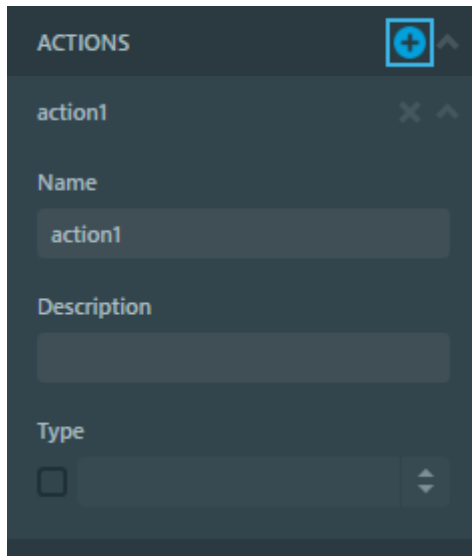 ACTIONS
action1
Name
action1
Description
Type